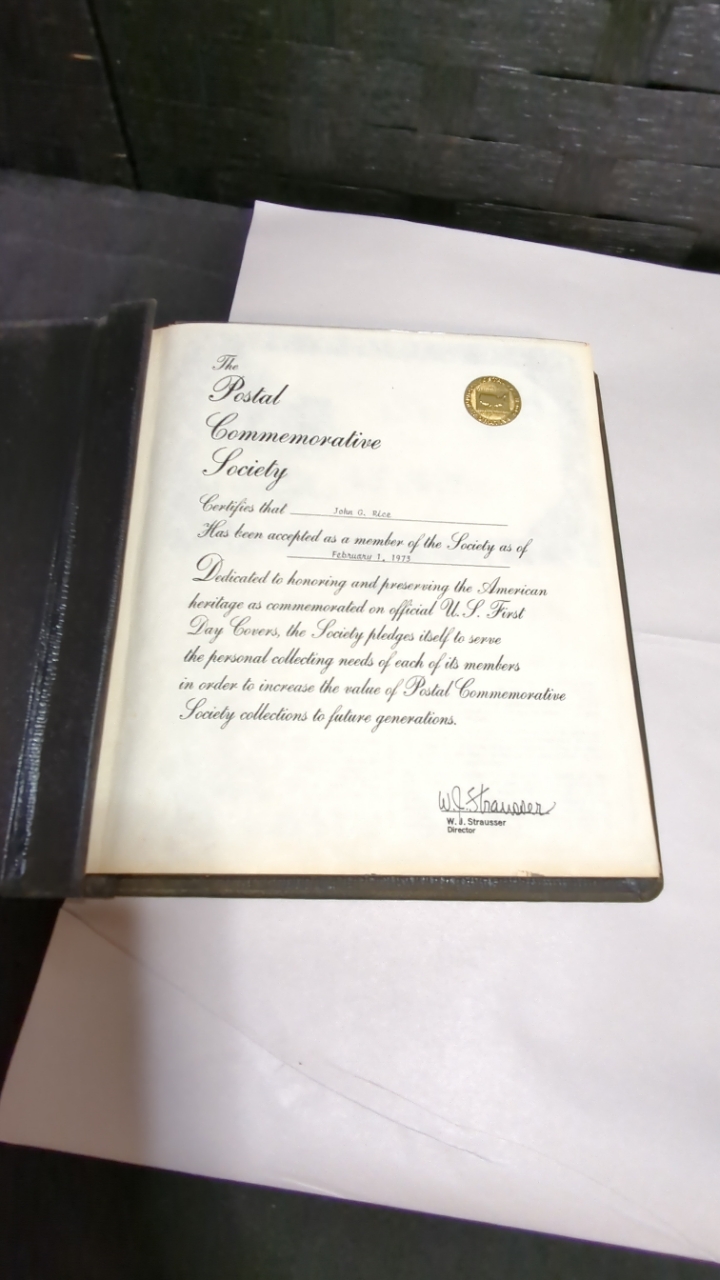 The
Postal
Commemorative
Society
Certifies that John G. Rice
Has been accepted as a member of the Society as of
February 1, 1975
Dedicated to honoring and preserving the American
heritage as commemorated on official U.S. First
Day Covers, the Society pledges itself to serve
the personal collecting needs of each of its members
in order to increase the value of Postal Commemorative
Society collections to future generations.
W.J. Strausser
W. J. Strausser
Director